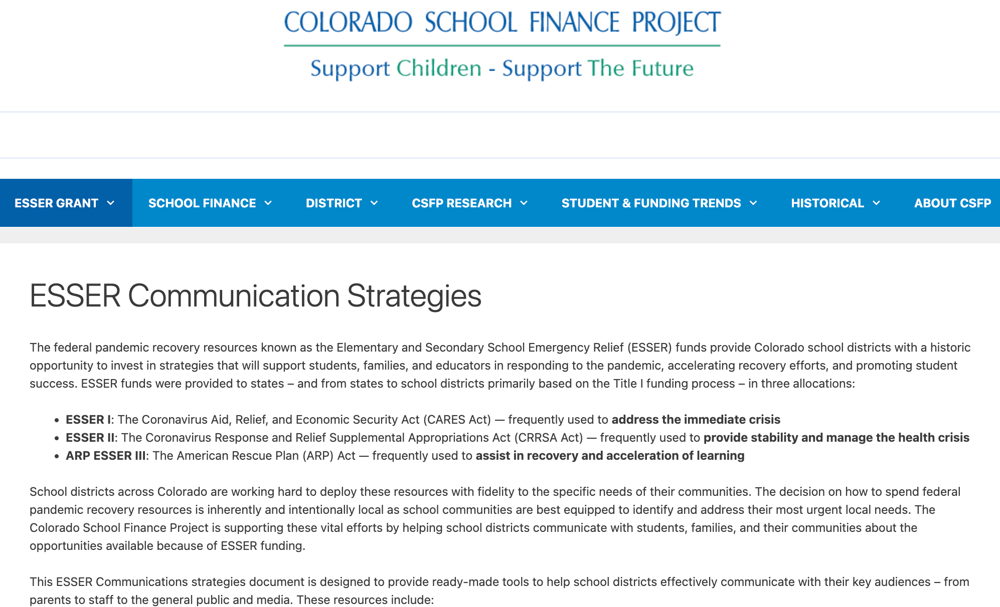 COLORADO SCHOOL FINANCE PROJECT
Support Children - Support The Future
ESSER GRANT SCHOOL FINANCE DISTRICT CSFP RESEARCH STUDENT & FUNDING TRENDS HISTORICAL ABOUT CSFP
ESSER Communication Strategies
The federal pandemic recovery resources known as the Elementary and Secondary School Emergency Relief (ESSER) funds provide Colorado school districts with a historic
opportunity to invest in strategies that will support students, families, and educators in responding to the pandemic, accelerating recovery efforts, and promoting student
success. ESSER funds were provided to states – and from states to school districts primarily based on the Title I funding process – in three allocations:
• ESSER I: The Coronavirus Aid, Relief, and Economic Security Act (CARES Act) — frequently used to address the immediate crisis
• ESSER II: The Coronavirus Response and Relief Supplemental Appropriations Act (CRRSA Act) — frequently used to provide stability and manage the health crisis
• ARP ESSER III: The American Rescue Plan (ARP) Act — frequently used to assist in recovery and acceleration of learning
School districts across Colorado are working hard to deploy these resources with fidelity to the specific needs of their communities. The decision on how to spend federal
pandemic recovery resources is inherently and intentionally local as school communities are best equipped to identify and address their most urgent local needs. The
Colorado School Finance Project is supporting these vital efforts by helping school districts communicate with students, families, and their communities about the
opportunities available because of ESSER funding.
This ESSER Communications strategies document is designed to provide ready-made tools to help school districts effectively communicate with their key audiences – from
parents to staff to the general public and media. These resources include: